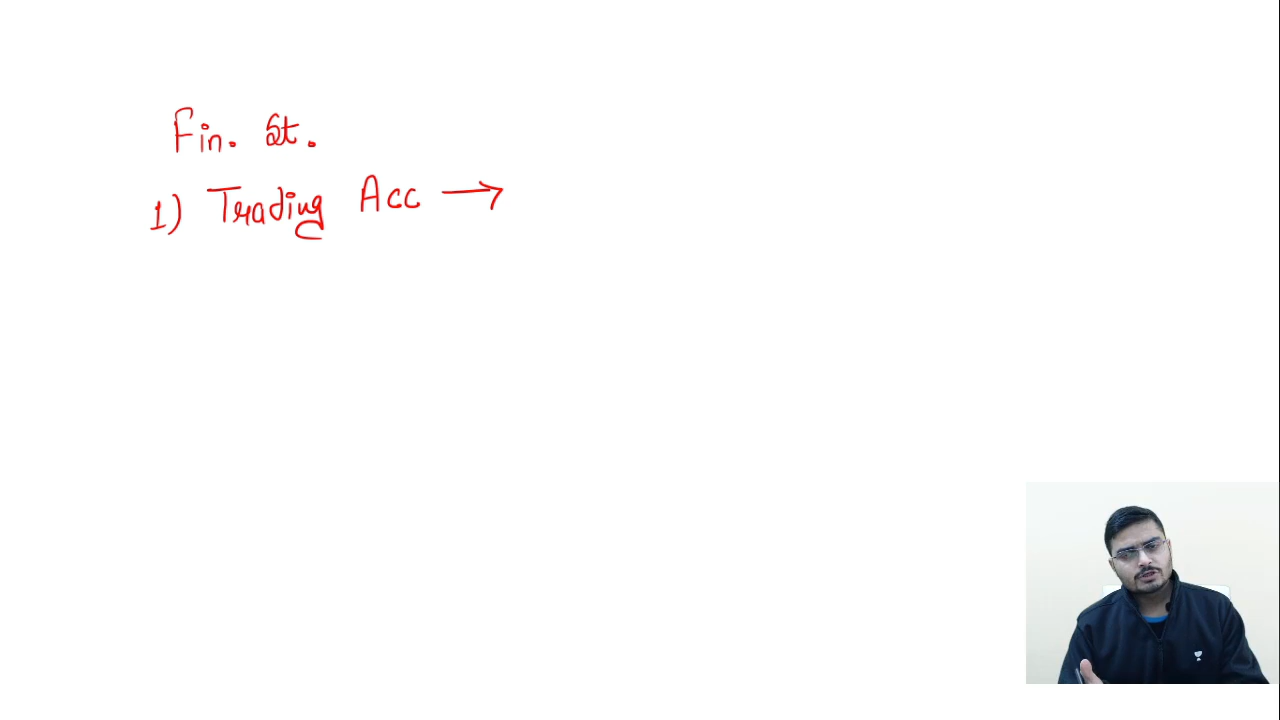 Fin. St.
1) Trading Acc →